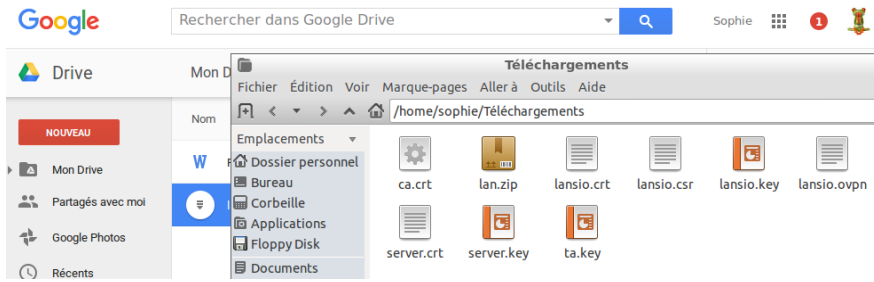 Google
Rechercher dans Google Drive
Sophie
1
Drive
Mon D
NOUVEAU
Mon Drive
Partagés avec moi
Google Photos
Récents
Nom
W
Téléchargements
Fichier Édition Voir Marque-pages Aller à Outils Aide
/home/sophie/Téléchargements
Emplacements
Dossier personnel
Bureau
Corbeille
Applications
Floppy Disk
Documents
ca.crt lan.zip lansio.crt lansio.csr lansio.key lansio.ovpn
server.crt server.key ta.key